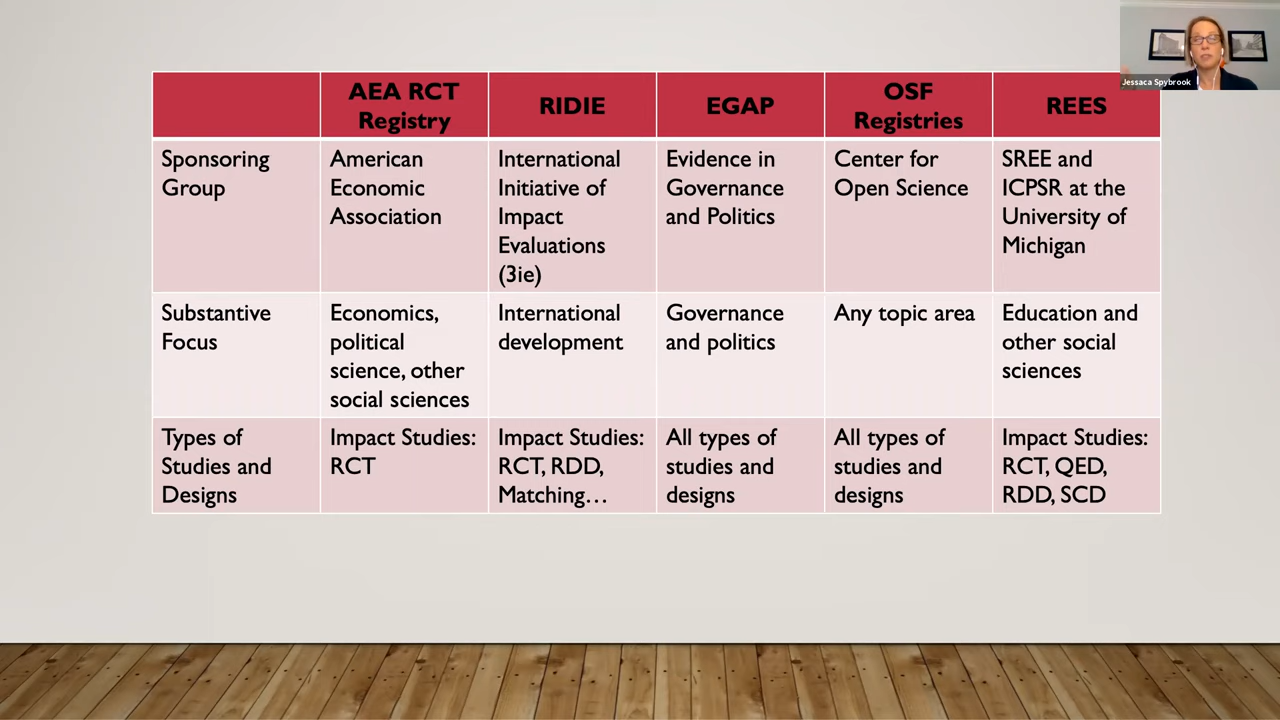 Jessaca Spybrook
AEA RCT
Registry
RIDIE
EGAP
OSF
Registries
REES
Sponsoring
Group
American
Economic
Association
International
Initiative of
Impact
Evaluations
(3ie)
Evidence in
Governance
and Politics
Center for
Open Science
SREE and
ICPSR at the
University of
Michigan
Substantive
Focus
Economics,
political
science, other
social sciences
International
development
Governance
and politics
Any topic area
Education and
other social
sciences
Types of
Studies and
Designs
Impact Studies:
RCT
Impact Studies:
RCT, RDD,
Matching…
All types of
studies and
designs
All types of
studies and
designs
Impact Studies:
RCT, QED,
RDD, SCD